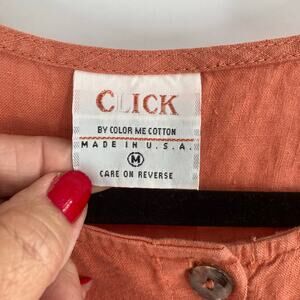 CLICK
BY COLOR ME COTTON
MADE IN U.S.A.
M
CARE ON REVERSE